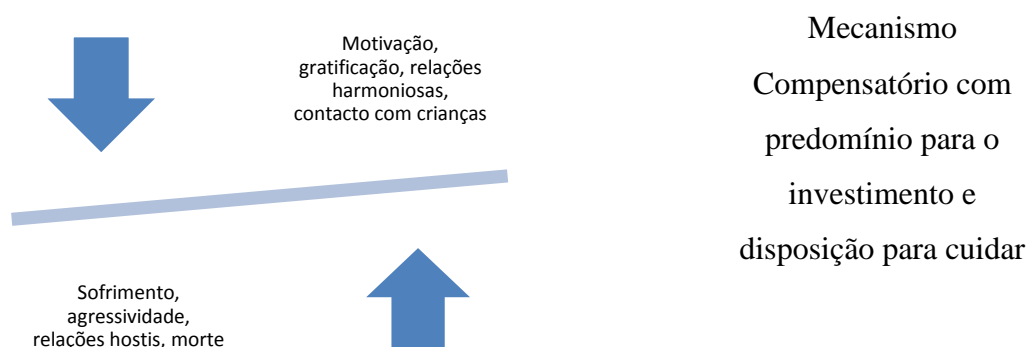 Motivação,
gratificação, relações
harmoniosas,
contacto com crianças
Sofrimento,
agressividade,
relações hostis, morte
Mecanismo
Compensatório com
predomínio para o
investimento e
disposição para cuidar